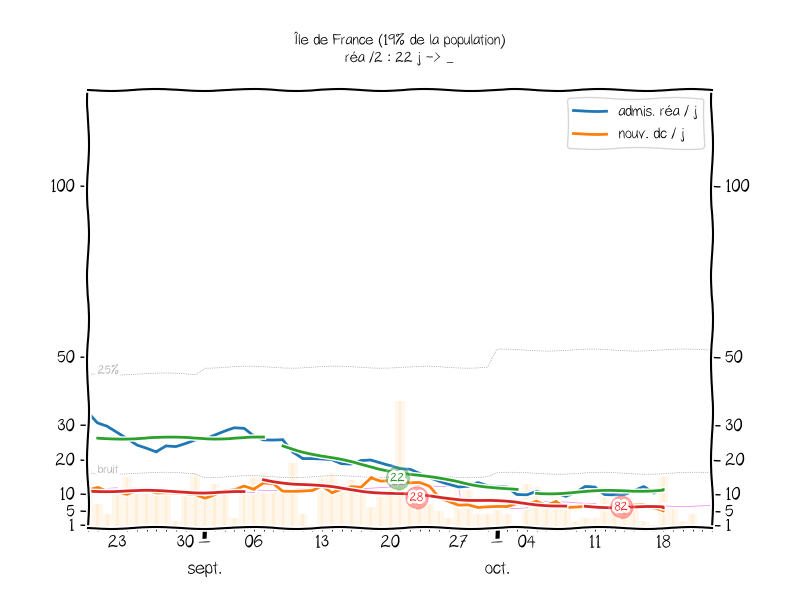 Île de France (19% de la population)
réa /2 : 22 j -> _
admis. réa / j
nouv. dc / j
100 100
50 50
25%
30 30
20 20
bruit
22
10 10
28
82
5 5
1 1
23 30 06 13 20 27 04 11 18
sept. oct.